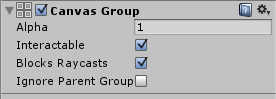 Canvas Group
Alpha 1
Interactable
Blocks Raycasts
Ignore Parent Group